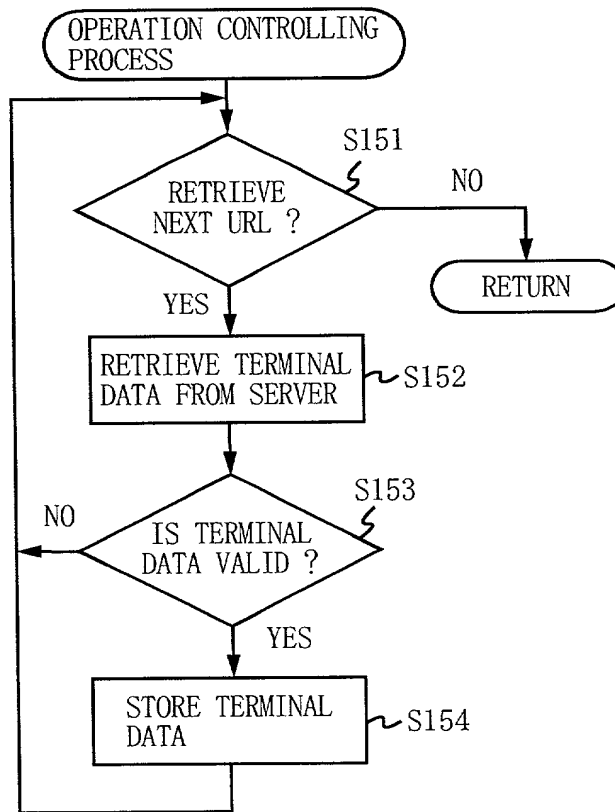 OPERATION CONTROLLING
PROCESS
S151
RETRIEVE
NEXT URL ?
NO
RETURN
YES
RETRIEVE TERMINAL
DATA FROM SERVER
S152
S153
NO
IS TERMINAL
DATA VALID ?
YES
STORE TERMINAL
DATA
S154